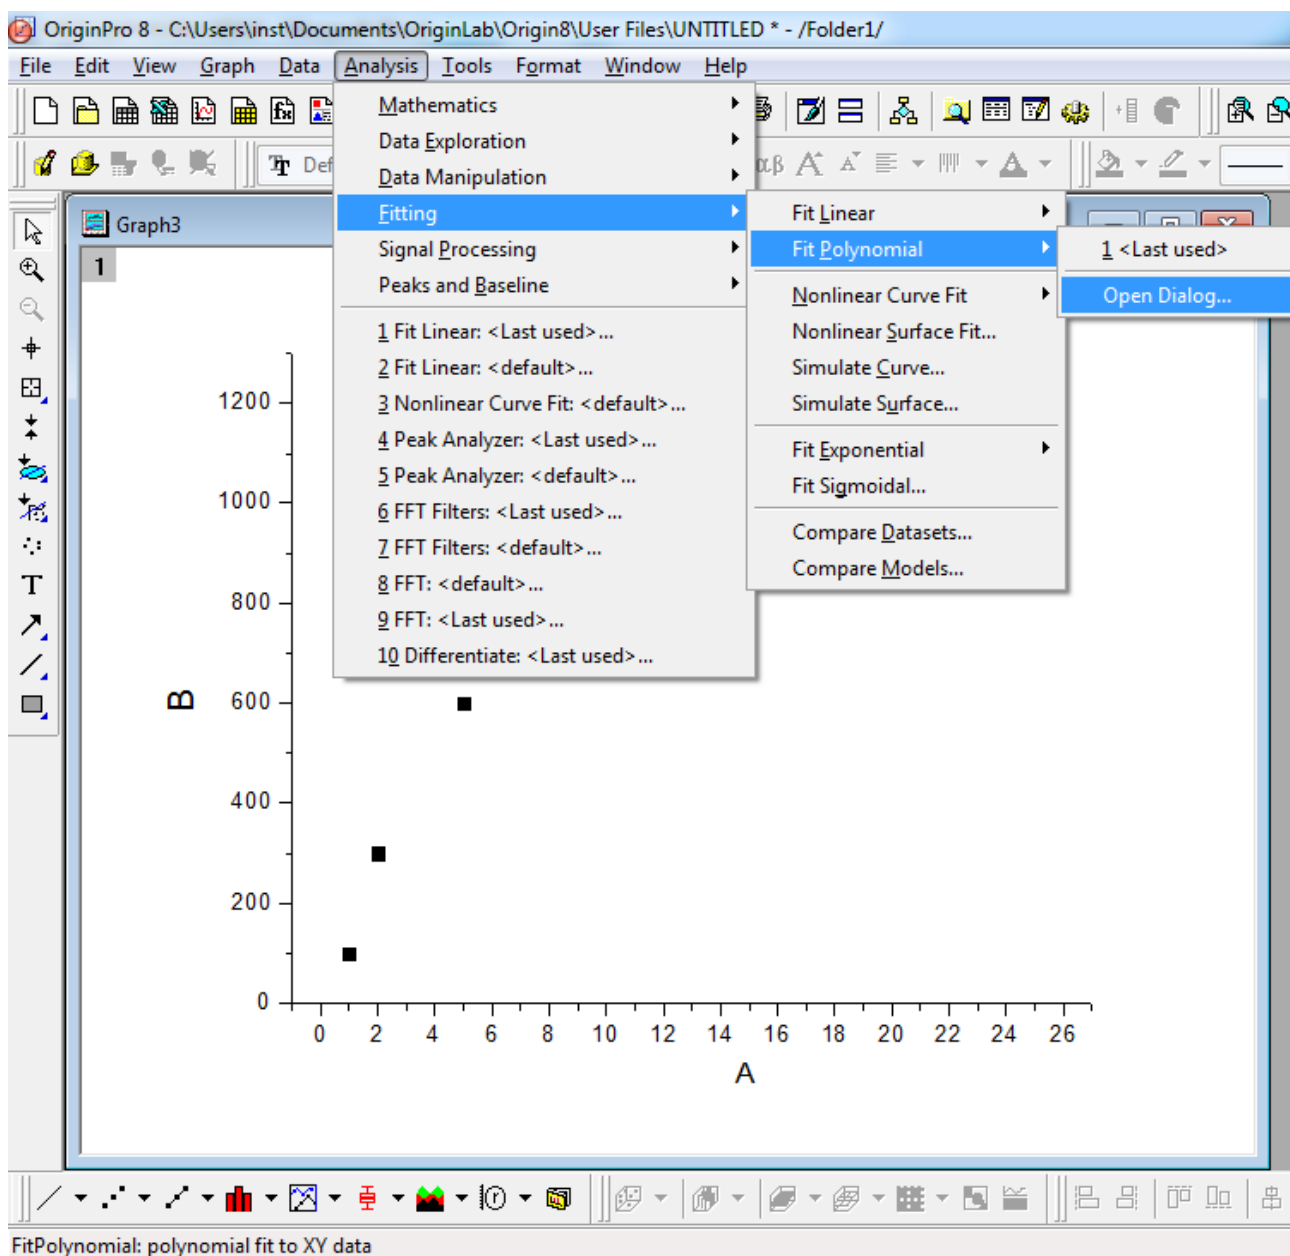 OriginPro 8 - C:\Users\inst\Documents\OriginLab\Origin8\User Files\UNTITLED * - /Folder1/
File Edit View Graph Data Analysis Tools Format Window Help
Mathematics
Data Exploration
Data Manipulation
Fitting
Signal Processing
Peaks and Baseline
1 Fit Linear: <Last used>...
2 Fit Linear: <default>...
3 Nonlinear Curve Fit: <default>...
4 Peak Analyzer: <Last used>...
5 Peak Analyzer: <default>...
6 FFT Filters: <Last used>...
7 FFT Filters: <default>...
8 FFT: <default>...
9 FFT: <Last used>...
10 Differentiate: <Last used>...
Fit Linear
Fit Polynomial
Nonlinear Curve Fit
Nonlinear Surface Fit...
Simulate Curve...
Simulate Surface...
Fit Exponential
Fit Sigmoidal...
Compare Datasets...
Compare Models...
1 <Last used>
Open Dialog...
Def
αβ A A A
Graph3
1
T
1200
1000
800
600
400
200
0
B
0 2 4 6 8 10 12 14 16 18 20 22 24 26
A
FitPolynomial: polynomial fit to XY data